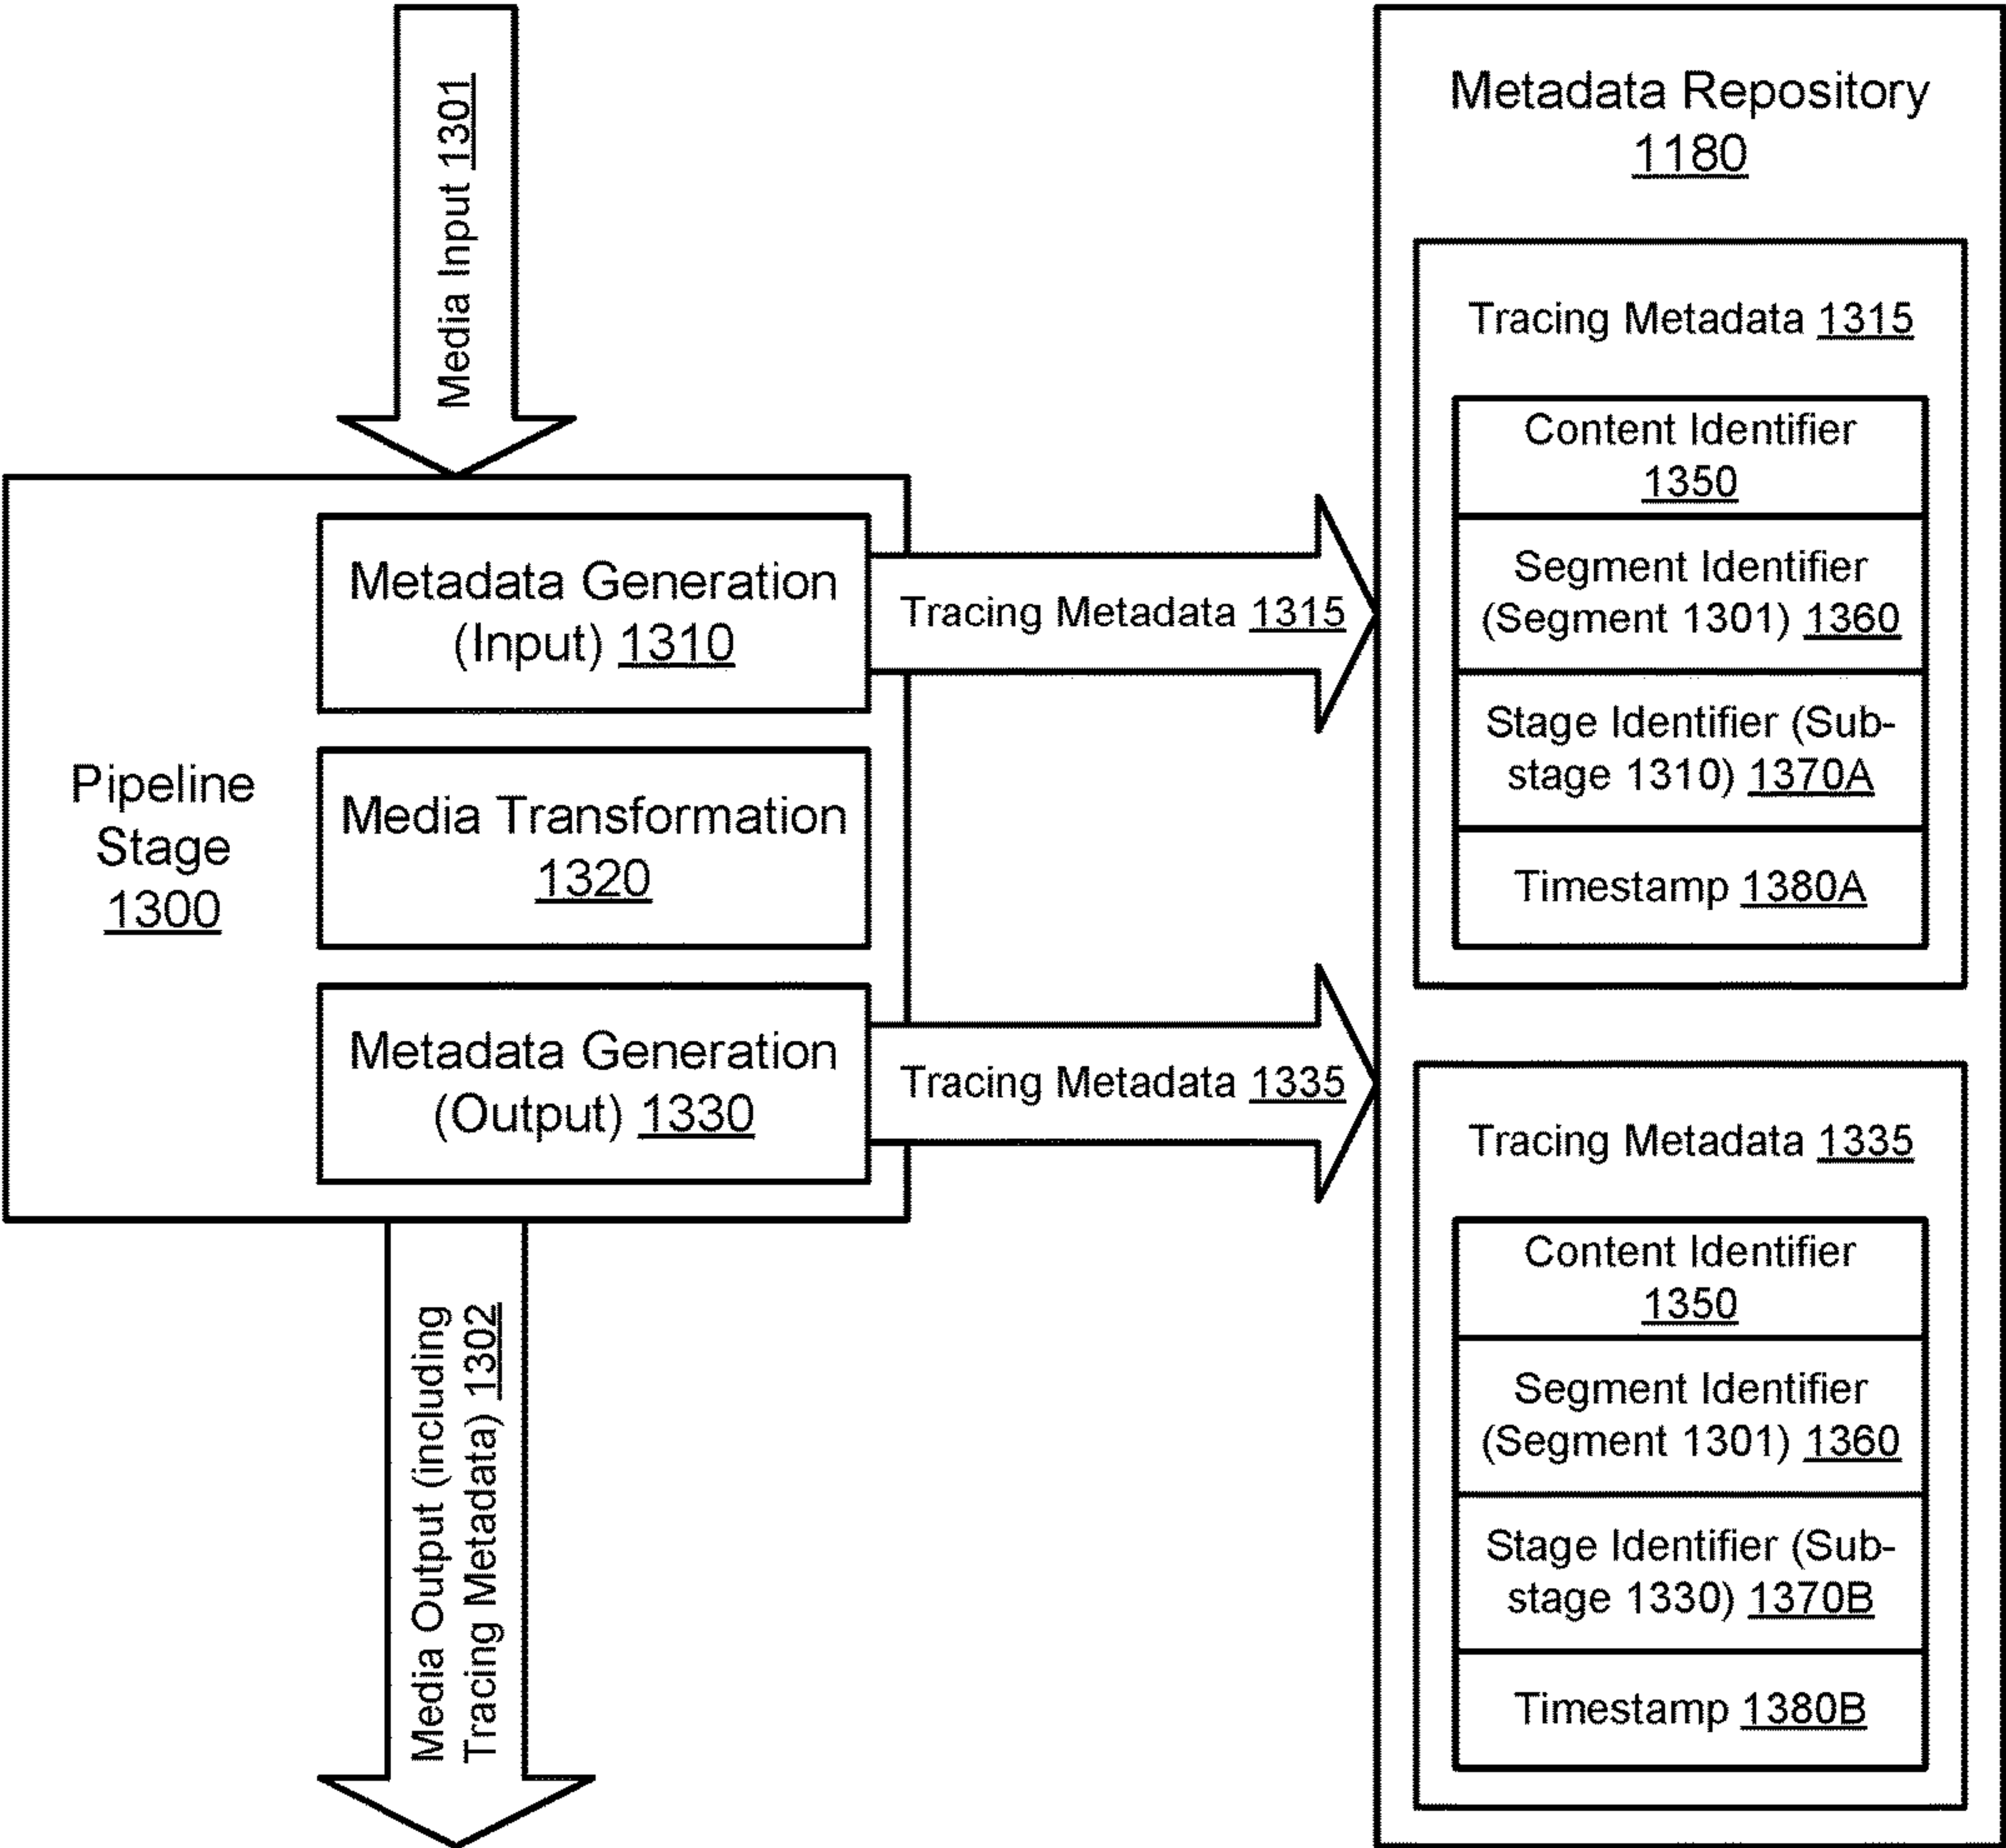 Media Input 1301
Pipeline
Stage
1300
Metadata Generation
(Input) 1310
Media Transformation
1320
Metadata Generation
(Output) 1330
Tracing Metadata 1315
Tracing Metadata 1335
Media Output (including
Tracing Metadata) 1302
Metadata Repository
1180
Tracing Metadata 1315
Content Identifier
1350
Segment Identifier
(Segment 1301) 1360
Stage Identifier (Sub-
stage 1310) 1370A
Timestamp 1380A
Tracing Metadata 1335
Content Identifier
1350
Segment Identifier
(Segment 1301) 1360
Stage Identifier (Sub-
stage 1330) 1370B
Timestamp 1380B